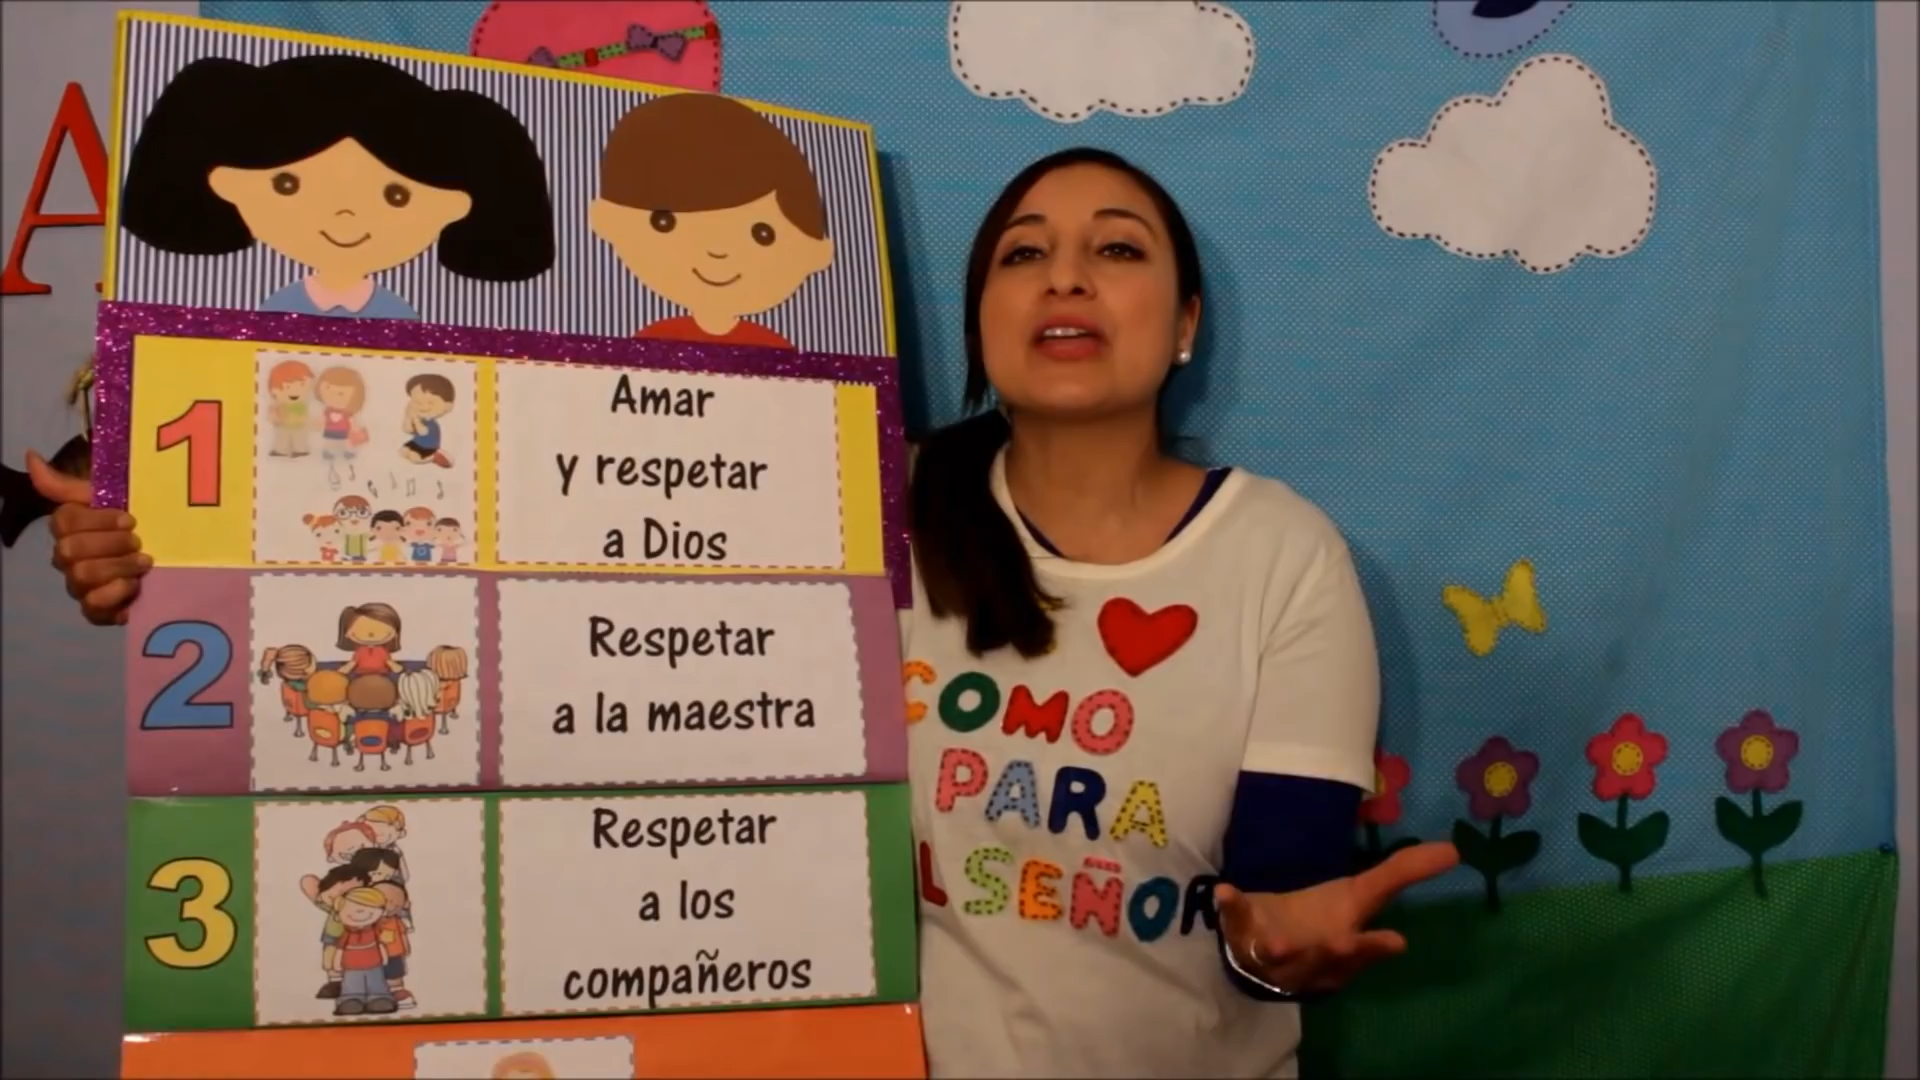 A
1
Amar
y respetar
a Dios
2
Respetar
a la maestra
3
Respetar
a los
compañeros
COMO
PARA
L SEÑOR